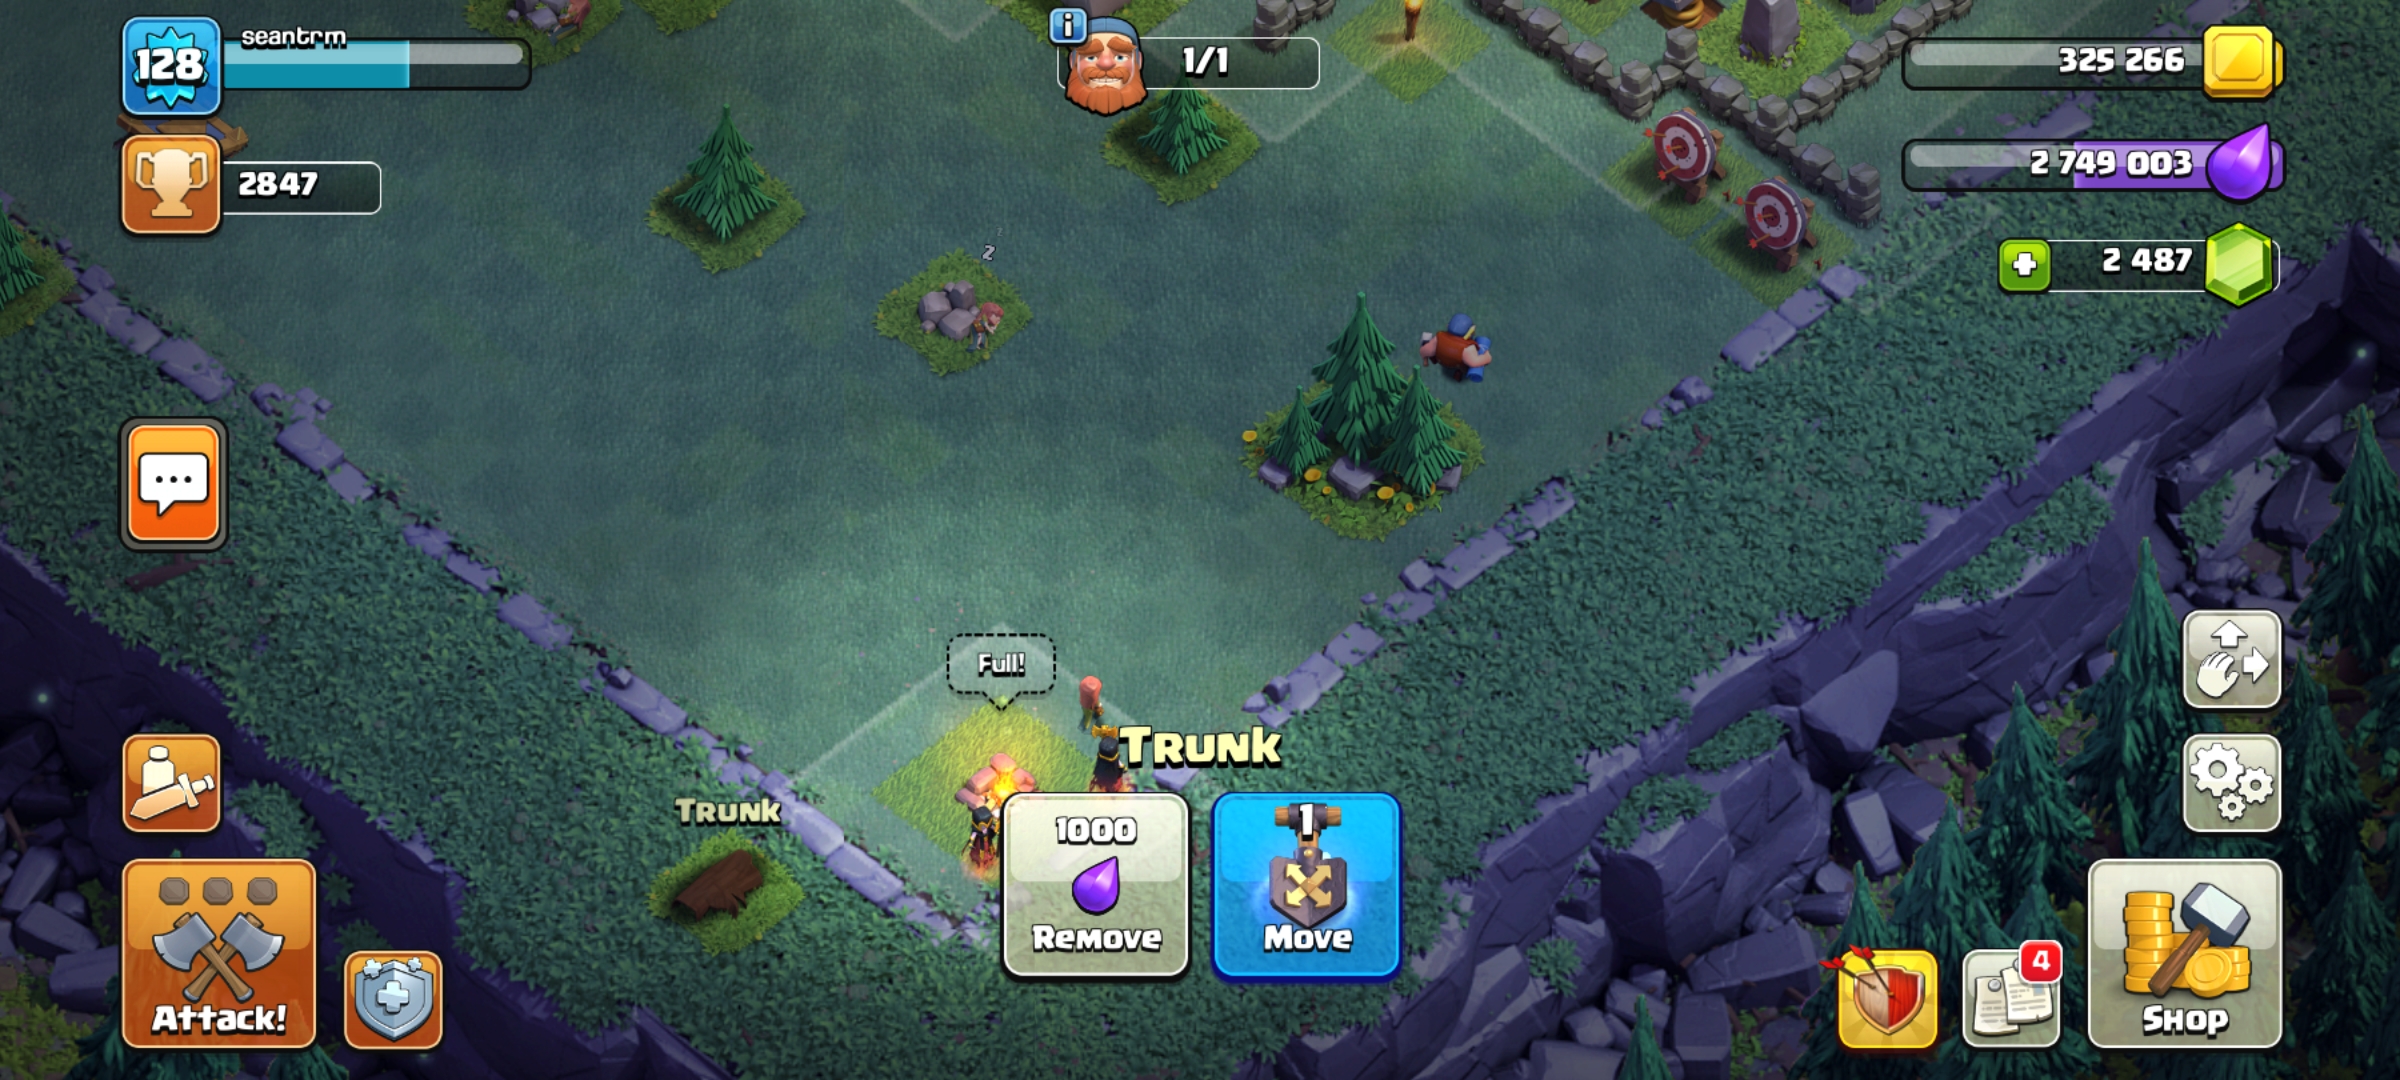 128
seantrm
i
1/1
325 266
2847
2 749 003
2 487
z
Full!
Trunk
Trunk
1000
Remove
1
Move
Attack!
4
Shop